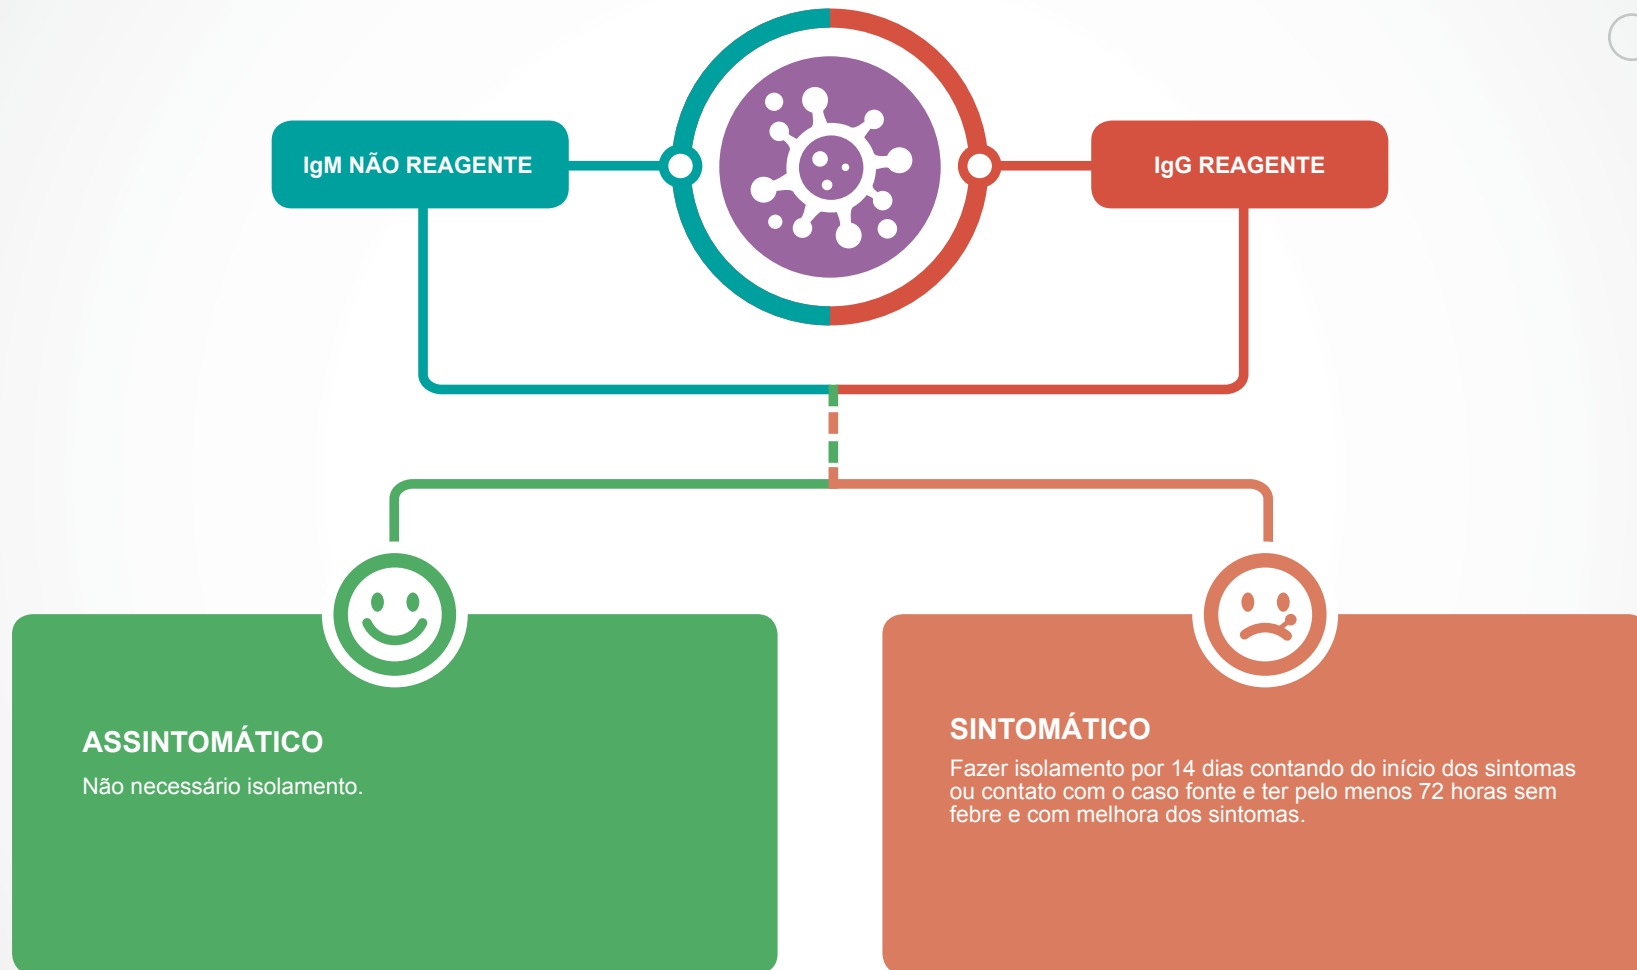 IgM NÃO REAGENTE
IgG REAGENTE
ASSINTOMÁTICO
Não necessário isolamento.
SINTOMÁTICO
Fazer isolamento por 14 dias contando do início dos sintomas
ou contato com o caso fonte e ter pelo menos 72 horas sem
febre e com melhora dos sintomas.